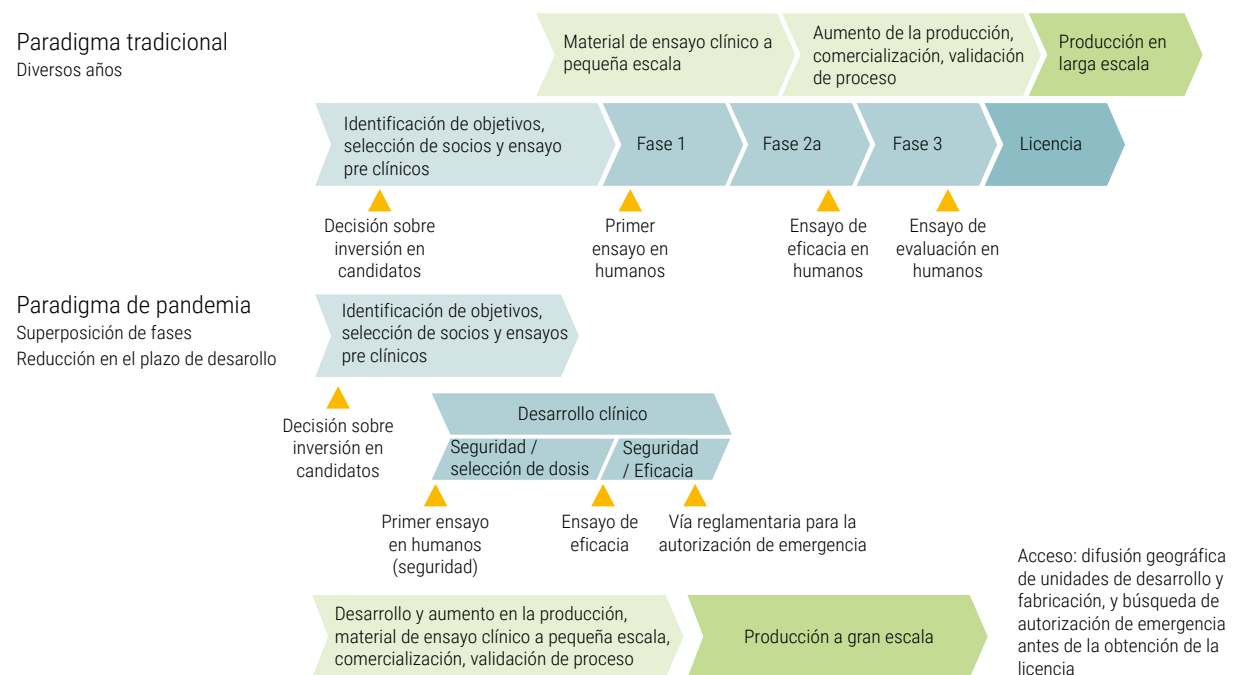 Paradigma tradicional
Diversos años
Material de ensayo clínico a
pequeña escala
Aumento de la producción,
comercialización, validación
de proceso
Producción en
larga escala
Identificación de objetivos,
selección de socios y ensayo
pre clínicos
Fase 1
Fase 2a
Fase 3
Licencia
Decisión sobre
inversión en
candidatos
Primer
ensayo en
humanos
Ensayo de
eficacia en
humanos
Ensayo de
evaluación en
humanos
Paradigma de pandemia
Superposición de fases
Reducción en el plazo de desarollo
Identificación de objetivos,
selección de socios y ensayos
pre clínicos
Decisión sobre
inversión en
candidatos
Desarrollo clínico
Seguridad /
selección de dosis
Seguridad
/ Eficacia
Primer ensayo
en humanos
(seguridad)
Ensayo de
eficacia
Vía reglamentaria para la
autorización de emergencia
Desarrollo y aumento en la producción,
material de ensayo clínico a pequeña escala,
comercialización, validación de proceso
Producción a gran escala
Acceso: difusión geográfica
de unidades de desarrollo y
fabricación, y búsqueda de
autorización de emergencia
antes de la obtención de la
licencia